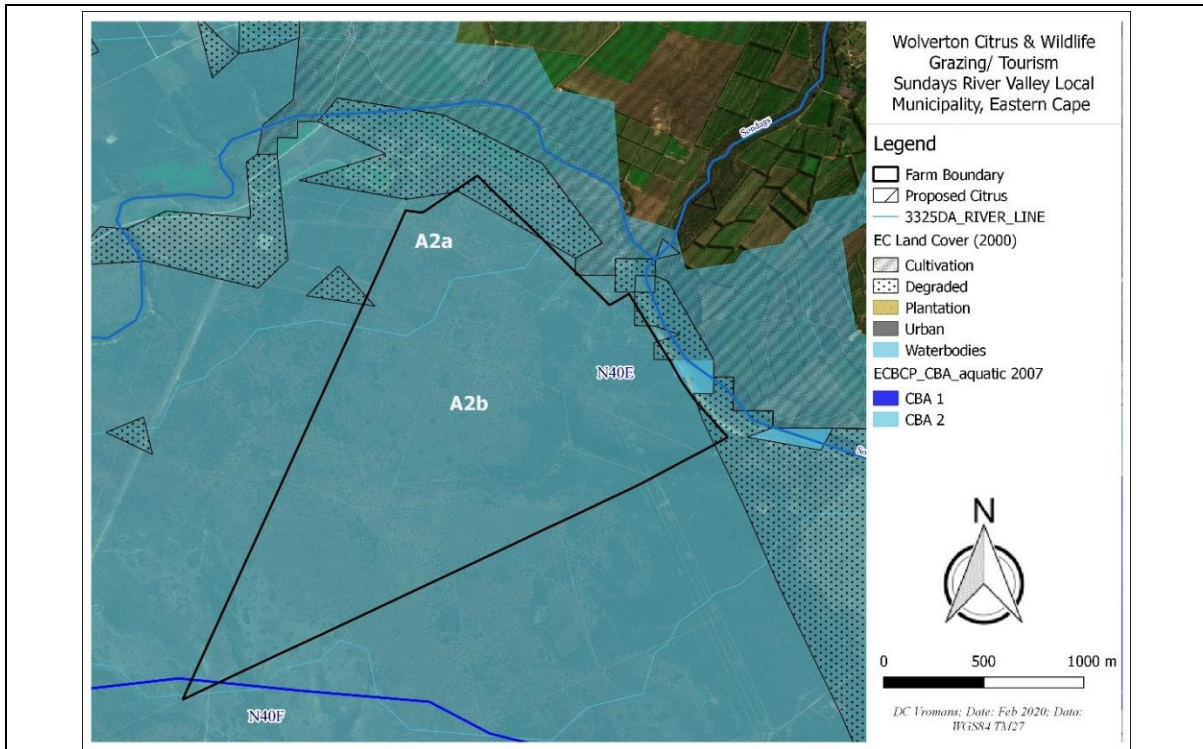 Wolverton Citrus & Wildlife
Grazing/ Tourism
Sundays River Valley Local
Municipality, Eastern Cape
Legend
Farm Boundary
Proposed Citrus
3325DA_RIVER_LINE
EC Land Cover (2000)
Cultivation
Degraded
Plantation
Urban
Waterbodies
ECBCP_CBA_aquatic 2007
CBA 1
CBA 2
N
0 500 1000 m
DC Vromans; Date: Feb 2020; Data:
WGS84 TM27
Sondags
A2a
N40E
A2b
So
N40F